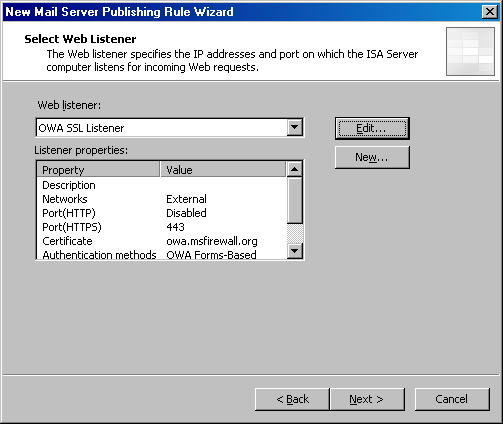 New Mail Server Publishing Rule Wizard
Select Web Listener
The Web listener specifies the IP addresses and port on which the ISA Server
computer listens for incoming Web requests.
Web listener:
OWA SSL Listener
Edit...
Listener properties:
New...
Property Value
Description
Networks External
Port(HTTP) Disabled
Port(HTTPS) 443
Certificate owa.msfirewall.org
Authentication methods OWA Forms-Based
< Back Next > Cancel